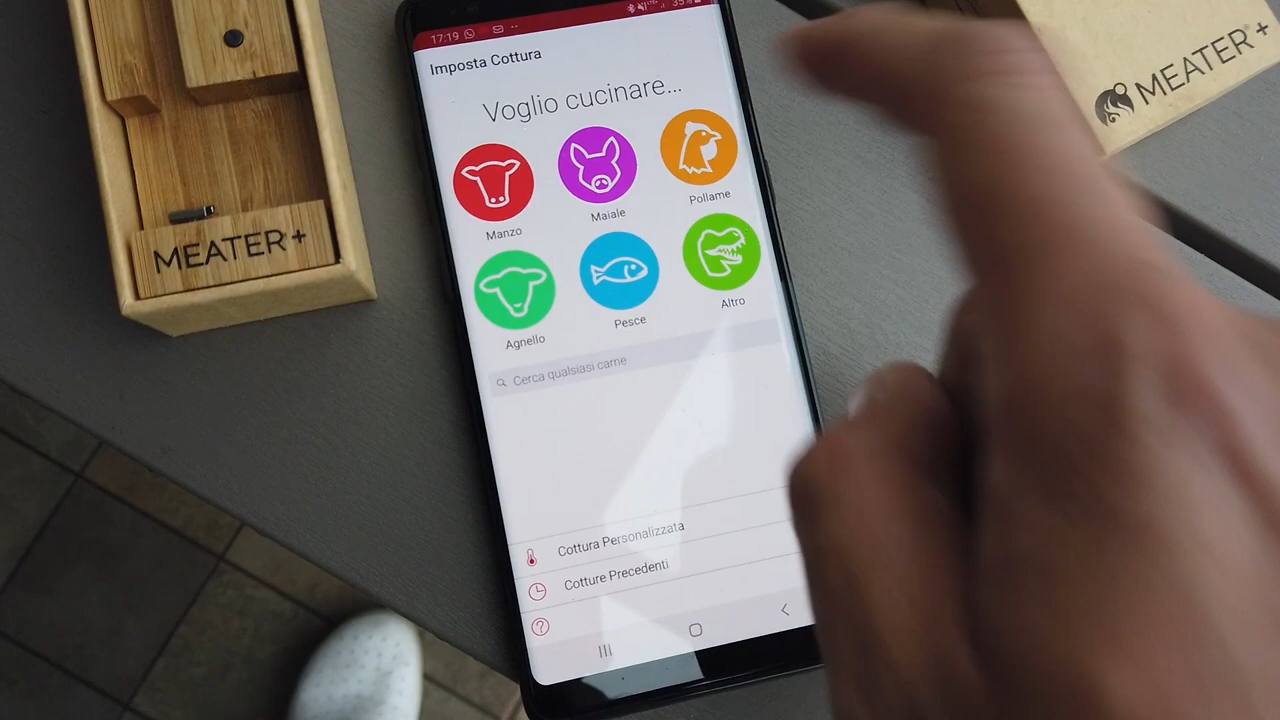 17:19
35%
Imposta Cottura
Voglio cucinare...
Manzo
Maiale
Pollame
Agnello
Pesce
Altro
Cerca qualsiasi carne
Cottura Personalizzata
Cotture Precedenti
?
MEATER+
MEATER+